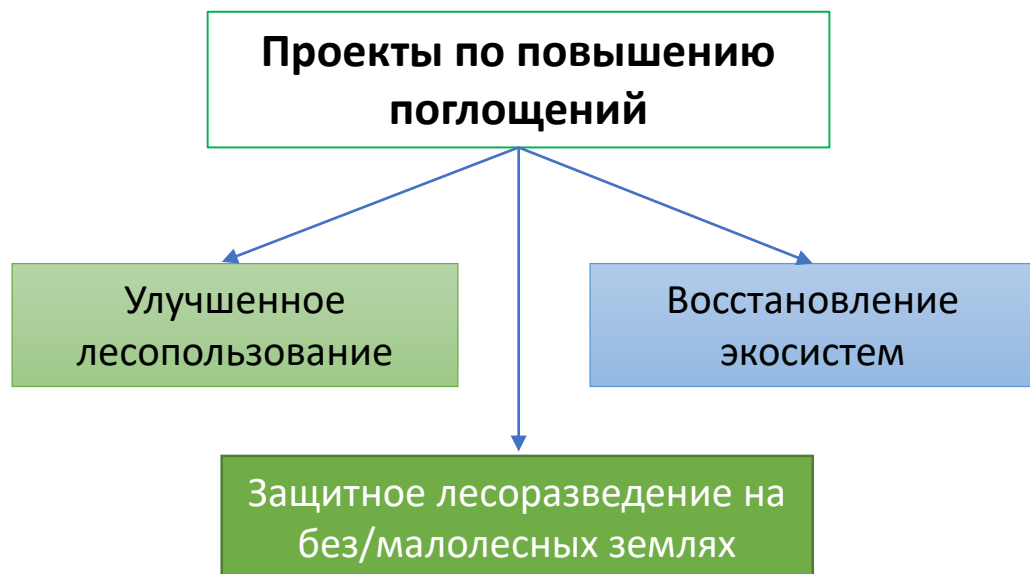 Проекты по повышению
поглощений
Улучшенное
лесопользование
Восстановление
экосистем
Защитное лесоразведение на
без/малолесных землях